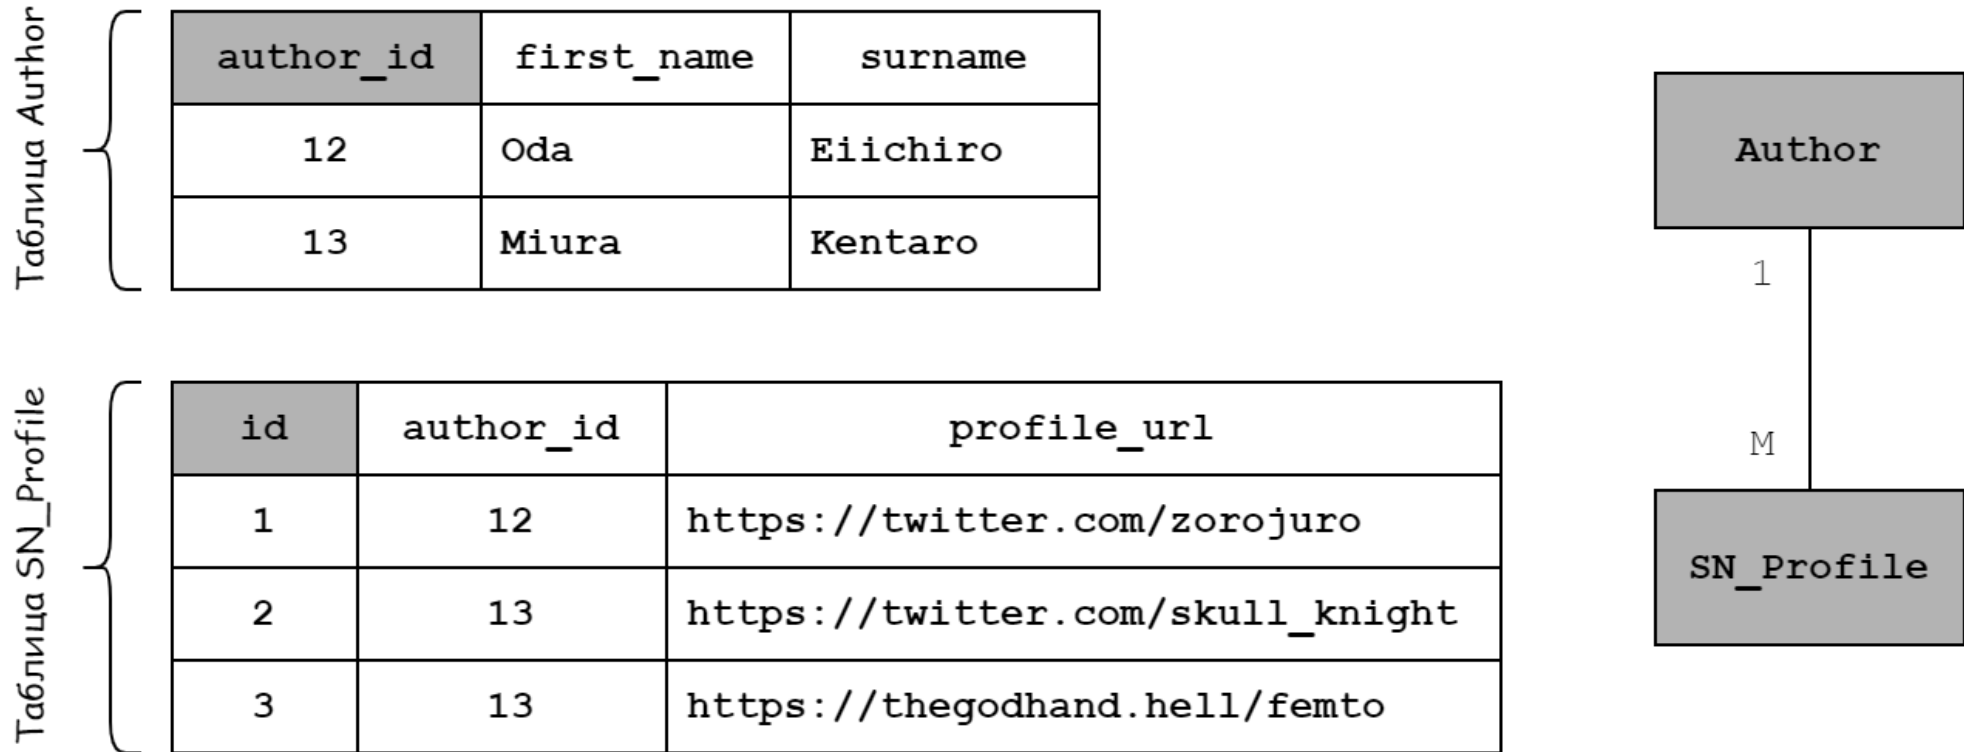 Таблица Author
author_id first_name surname
12 Oda Eiichiro
13 Miura Kentaro
Таблица SN_Profile
id author_id profile_url
1 12 https://twitter.com/zorojuro
2 13 https://twitter.com/skull_knight
3 13 https://thegodhand.hell/femto
Author
1
M
SN_Profile